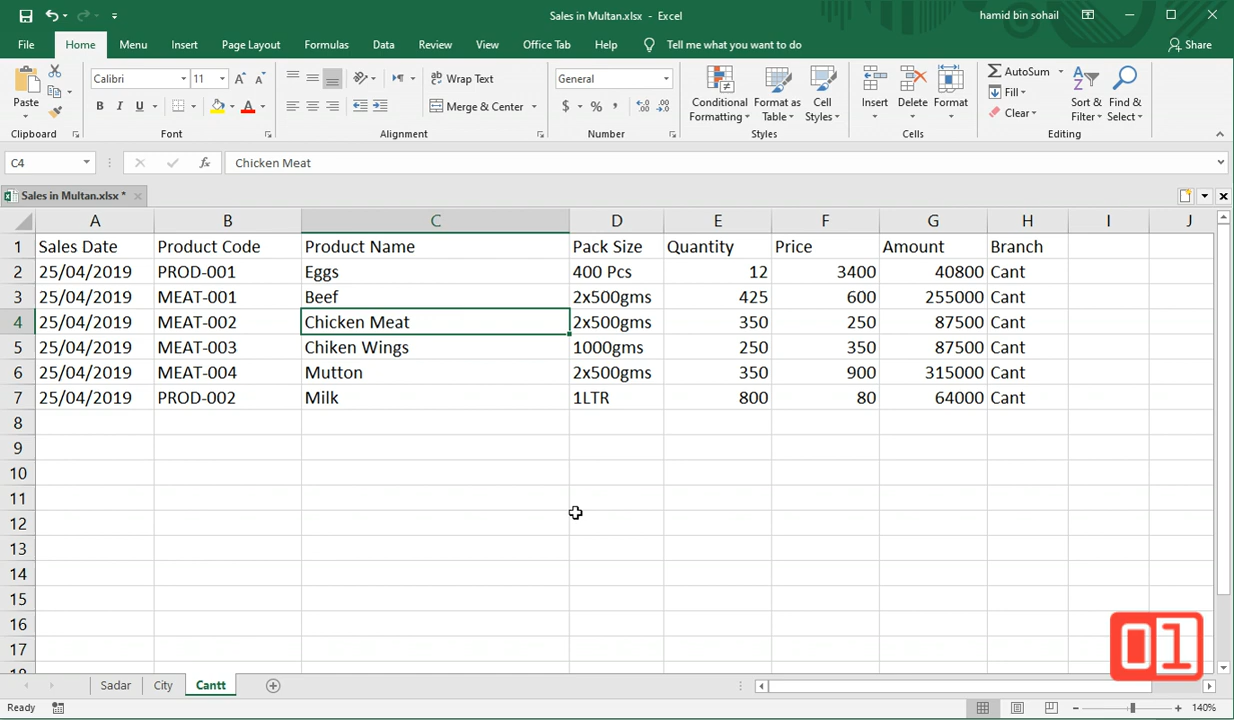 Sales in Multan.xlsx - Excel
hamid bin sohail
File Home Menu Insert Page Layout Formulas Data Review View Office Tab Help Tell me what you want to do Share
Paste
Clipboard
Calibri 11 A A
B I U A
Font
Wrap Text
Merge & Center
Alignment
General
$ % ,
Number
Conditional Formatting
Format as Table
Cell Styles
Styles
Insert Delete Format
Cells
AutoSum
Fill
Clear
Sort & Filter
Find & Select
Editing
C4 fx Chicken Meat
Sales in Multan.xlsx *
A B C D E F G H I J
1 Sales Date Product Code Product Name Pack Size Quantity Price Amount Branch
2 25/04/2019 PROD-001 Eggs 400 Pcs 12 3400 40800 Cant
3 25/04/2019 MEAT-001 Beef 2x500gms 425 600 255000 Cant
4 25/04/2019 MEAT-002 Chicken Meat 2x500gms 350 250 87500 Cant
5 25/04/2019 MEAT-003 Chiken Wings 1000gms 250 350 87500 Cant
6 25/04/2019 MEAT-004 Mutton 2x500gms 350 900 315000 Cant
7 25/04/2019 PROD-002 Milk 1LTR 800 80 64000 Cant
8
9
10
11
12
13
14
15
16
17
01
Sadar City Cantt
Ready 140%